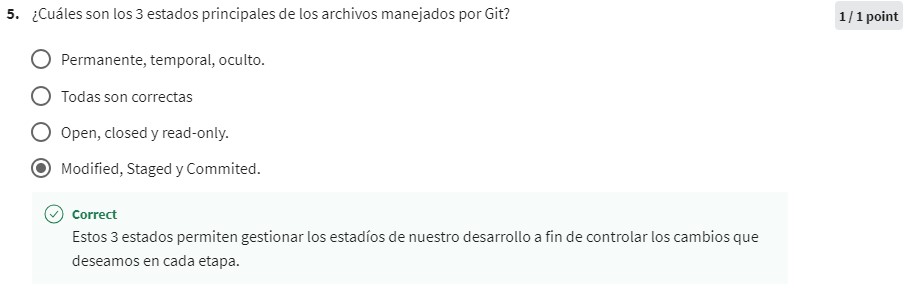 5. ¿Cuáles son los 3 estados principales de los archivos manejados por Git?
1 / 1 point
Permanente, temporal, oculto.
Todas son correctas
Open, closed y read-only.
Modified, Staged y Commited.
Correct
Estos 3 estados permiten gestionar los estadíos de nuestro desarrollo a fin de controlar los cambios que
deseamos en cada etapa.